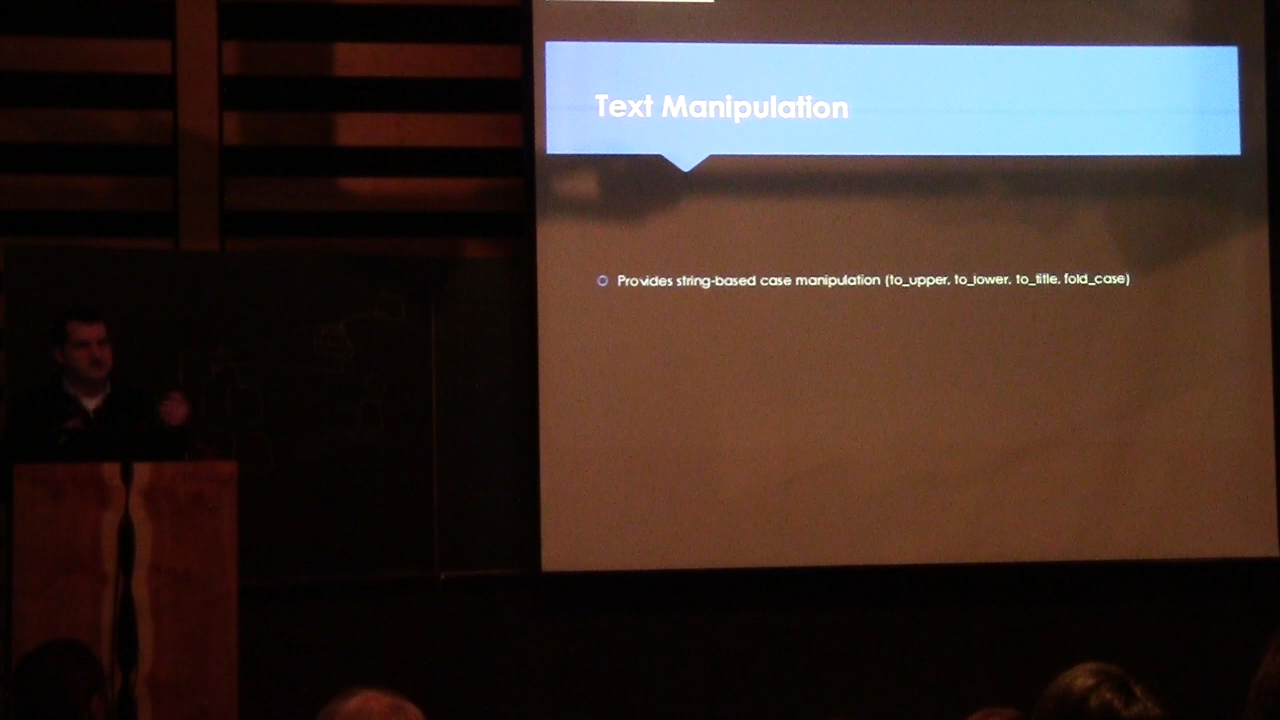 Text Manipulation
Provides string-based case manipulation (to_upper, to_lower, to_title, fold_case)